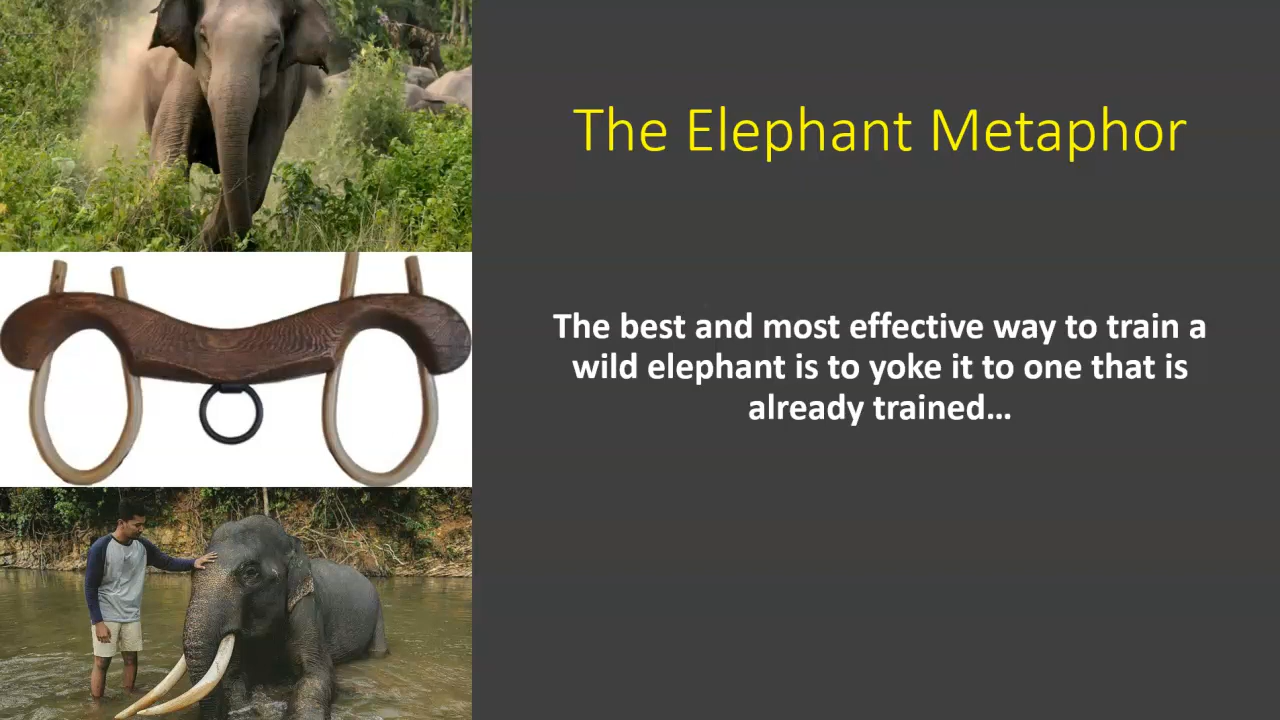 The Elephant Metaphor
The best and most effective way to train a
wild elephant is to yoke it to one that is
already trained…